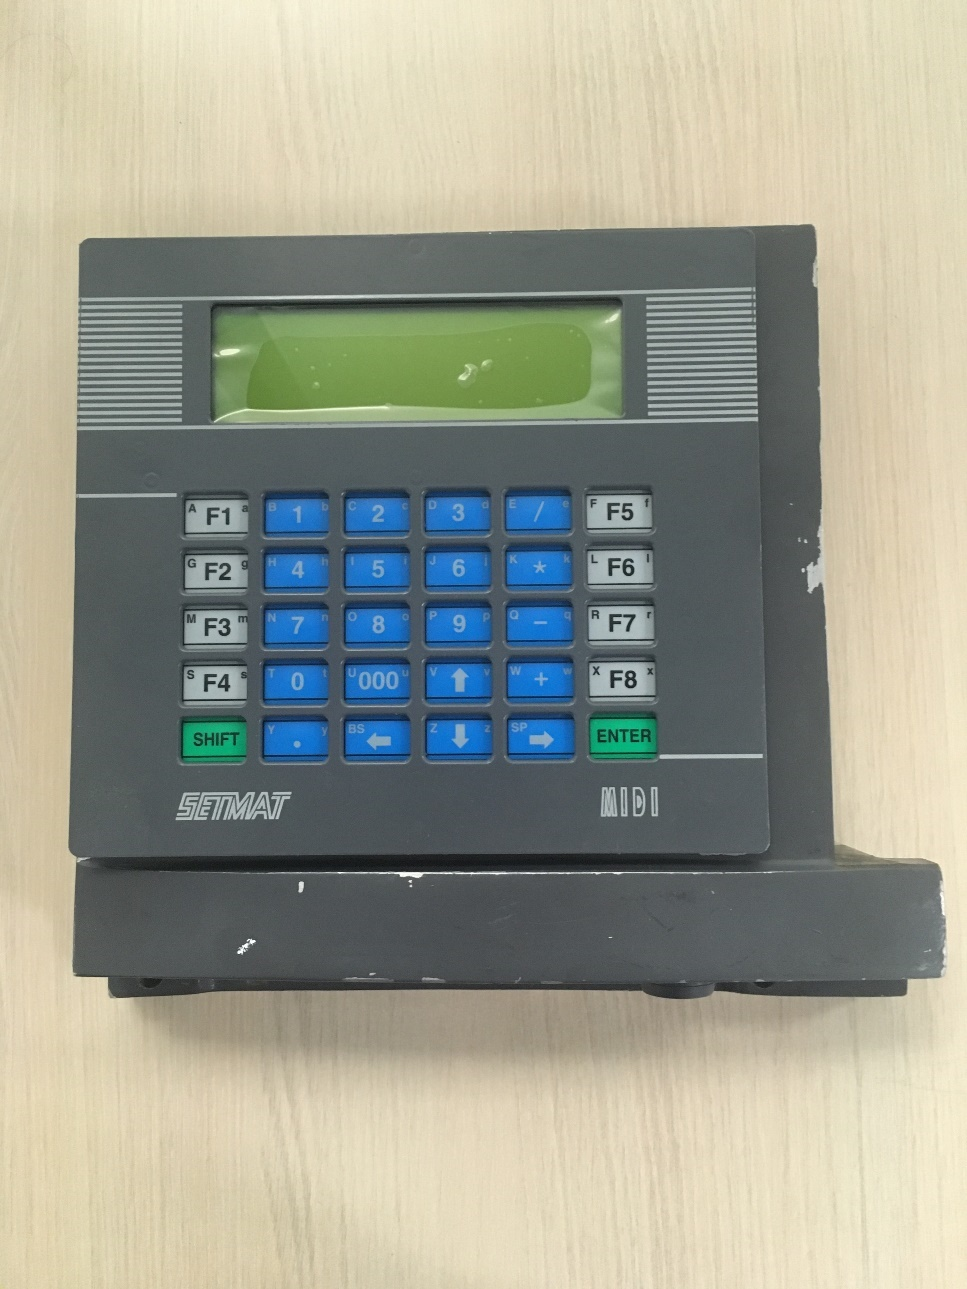 A F1 a B 1 b C 2 c D 3 d E / e F F5 f
G F2 g H 4 h I 5 i J 6 j K * k L F6 l
M F3 m N 7 n O 8 o P 9 p Q − q R F7 r
S F4 s T 0 t U 000 u V ⬆ v W + w X F8 x
SHIFT Y . y BS ⬅ Z ⬇ z SP ➡ ENTER
SETMAT MIDI